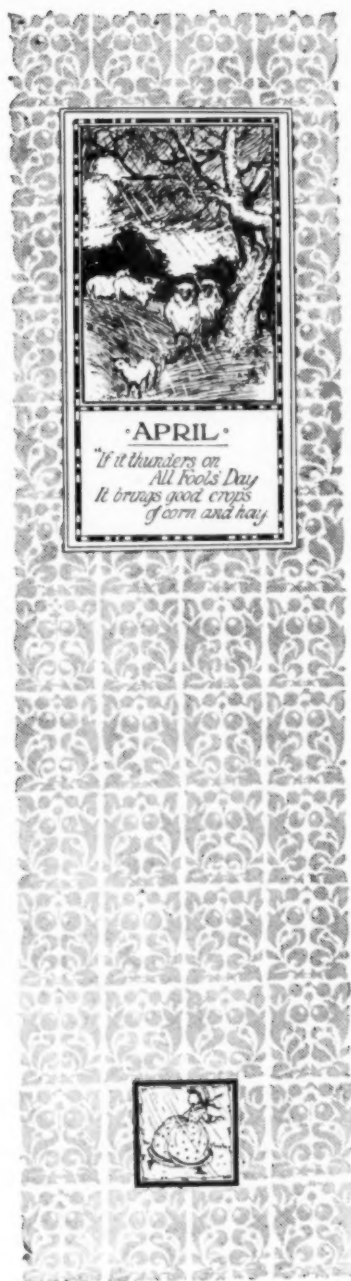 ·APRIL·
"If it thunders on
All Fools' Day
It brings good crops
of corn and hay